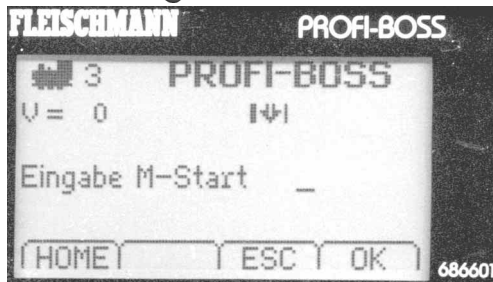 FLEISCHMANN PROFI-BOSS
3 PROFI-BOSS
V = 0
Eingabe M-Start _
HOME ESC OK
686601